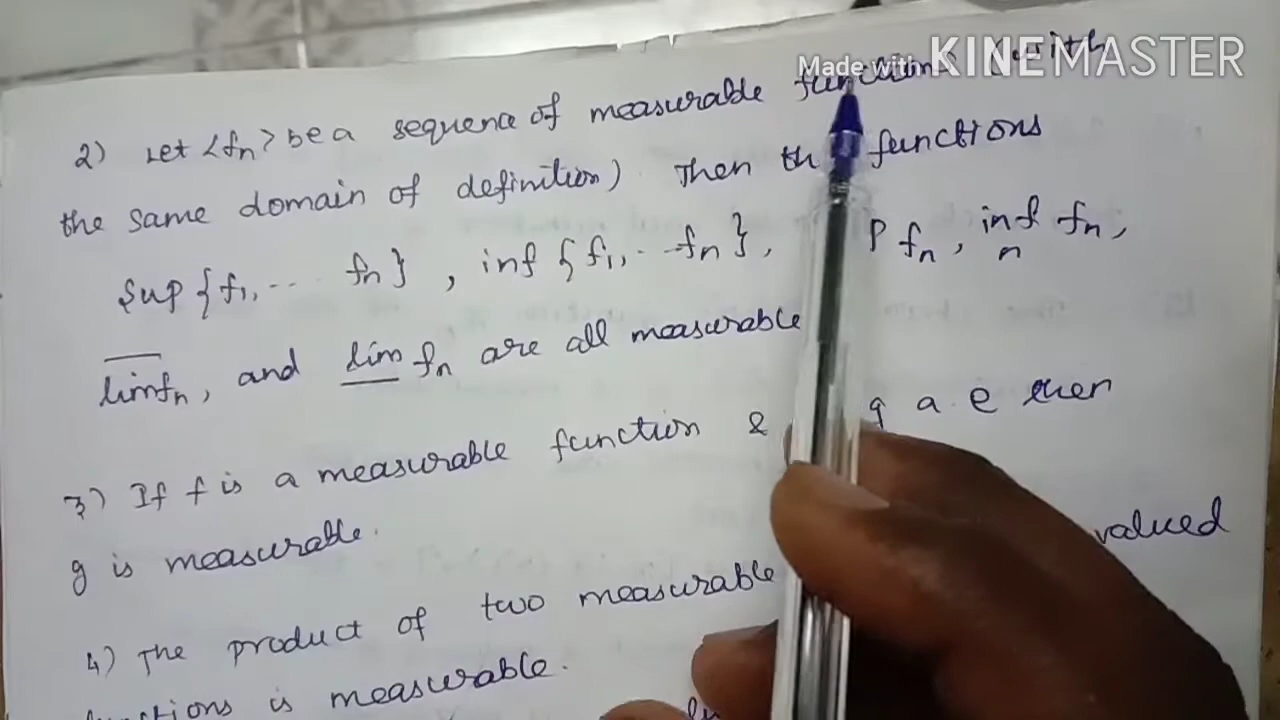 Made with KINEMASTER
2) Let <fn> be a sequence of measurable functions (with
the same domain of definition) Then functions
Sup {f1, -- fn} , inf {f1, .. fn}, fn, inf fn,
n
lim fn, and lim fn are all measurable
3) If f is a measurable function & g a e then
g is measurable.
4) The product of two measurable valued
is measurable.